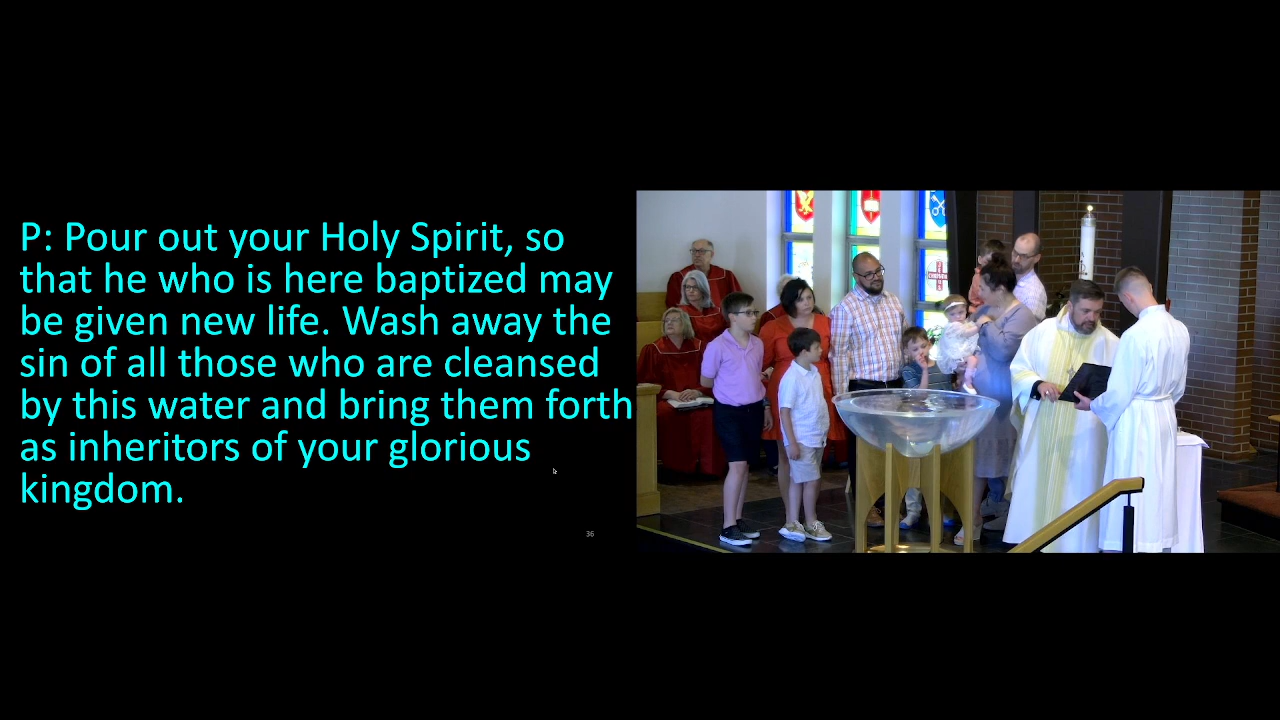 P: Pour out your Holy Spirit, so
that he who is here baptized may
be given new life. Wash away the
sin of all those who are cleansed
by this water and bring them forth
as inheritors of your glorious
kingdom.
36